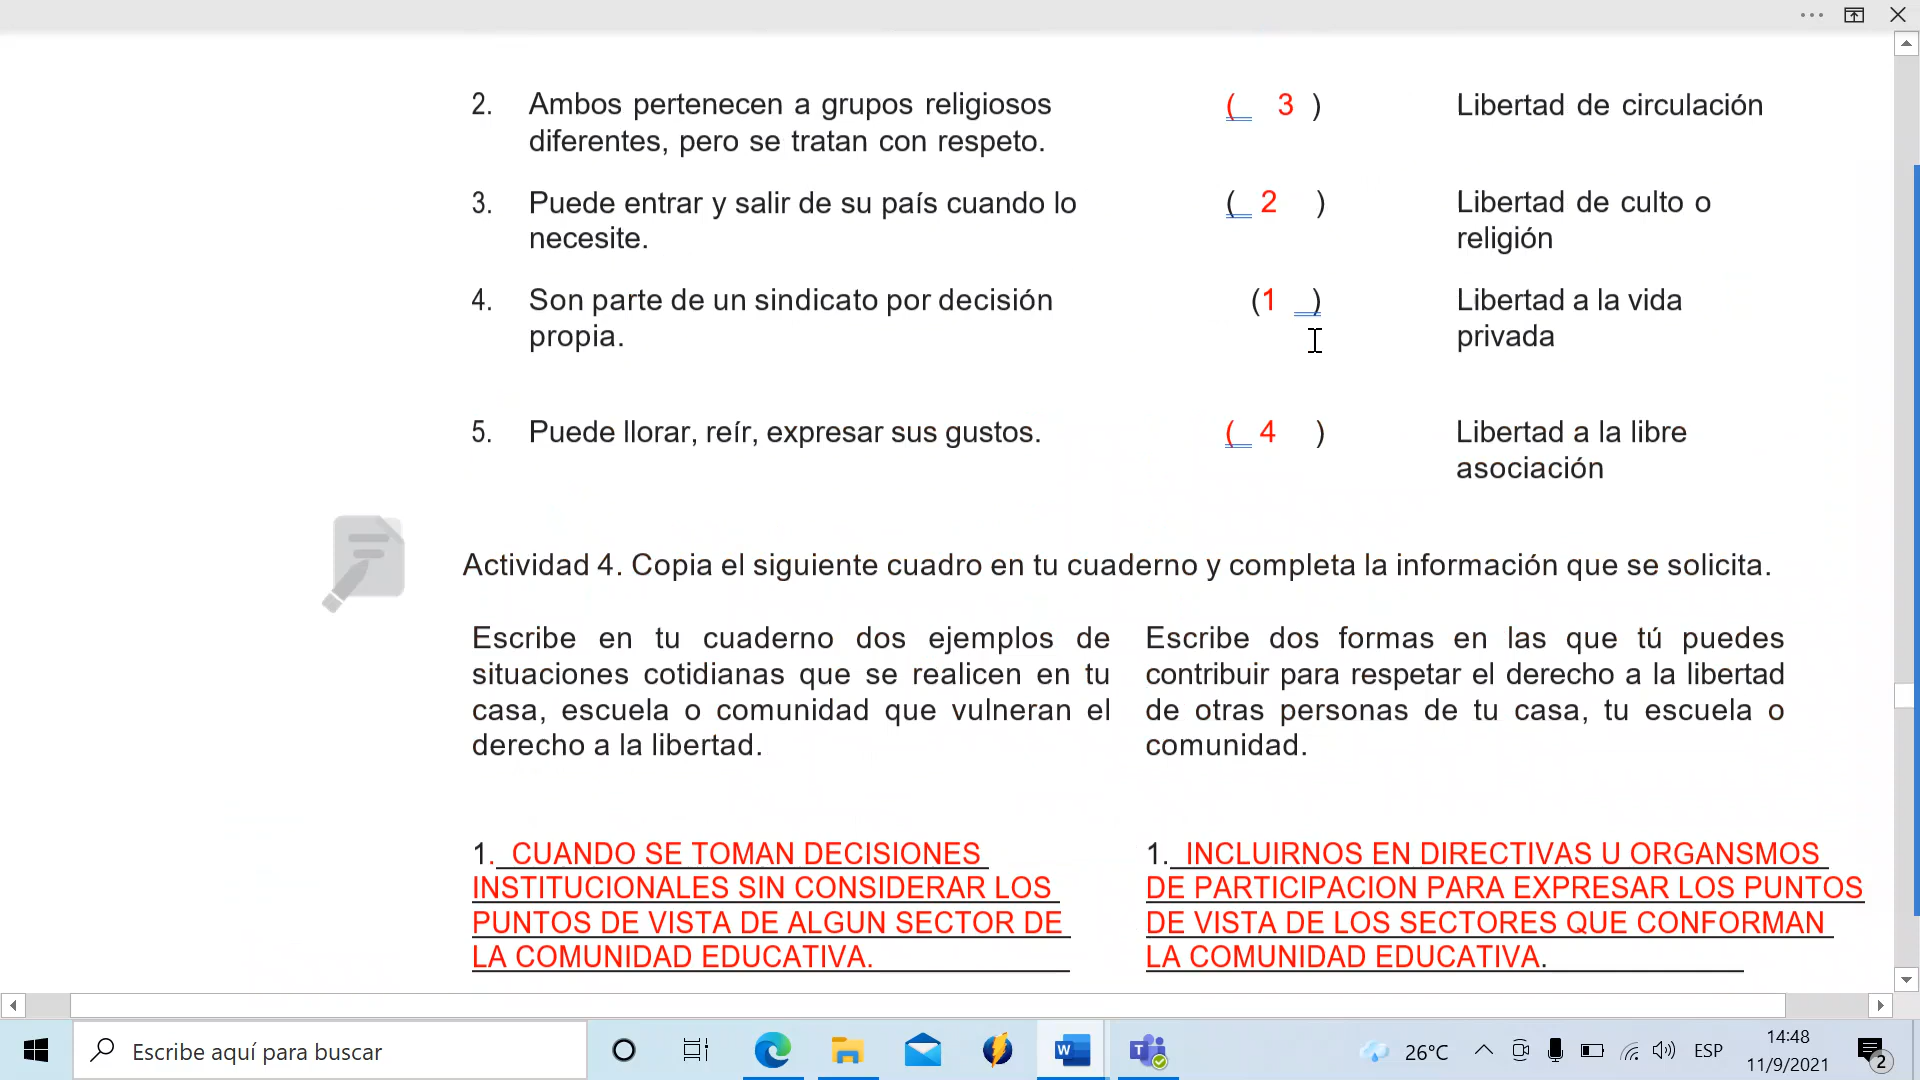 2. Ambos pertenecen a grupos religiosos
diferentes, pero se tratan con respeto.
(_ 3 )
Libertad de circulación
3. Puede entrar y salir de su país cuando lo
necesite.
(_ 2 )
Libertad de culto o
religión
4. Son parte de un sindicato por decisión
propia.
(1 _)
Libertad a la vida
privada
5. Puede llorar, reír, expresar sus gustos.
(_ 4 )
Libertad a la libre
asociación
Actividad 4. Copia el siguiente cuadro en tu cuaderno y completa la información que se solicita.
Escribe en tu cuaderno dos ejemplos de
situaciones cotidianas que se realicen en tu
casa, escuela o comunidad que vulneran el
derecho a la libertad.
Escribe dos formas en las que tú puedes
contribuir para respetar el derecho a la libertad
de otras personas de tu casa, tu escuela o
comunidad.
1. CUANDO SE TOMAN DECISIONES
INSTITUCIONALES SIN CONSIDERAR LOS
PUNTOS DE VISTA DE ALGUN SECTOR DE
LA COMUNIDAD EDUCATIVA.
1. INCLUIRNOS EN DIRECTIVAS U ORGANSMOS
DE PARTICIPACION PARA EXPRESAR LOS PUNTOS
DE VISTA DE LOS SECTORES QUE CONFORMAN
LA COMUNIDAD EDUCATIVA.
Escribe aquí para buscar
W
T
26°C
ESP
14:48
11/9/2021
2